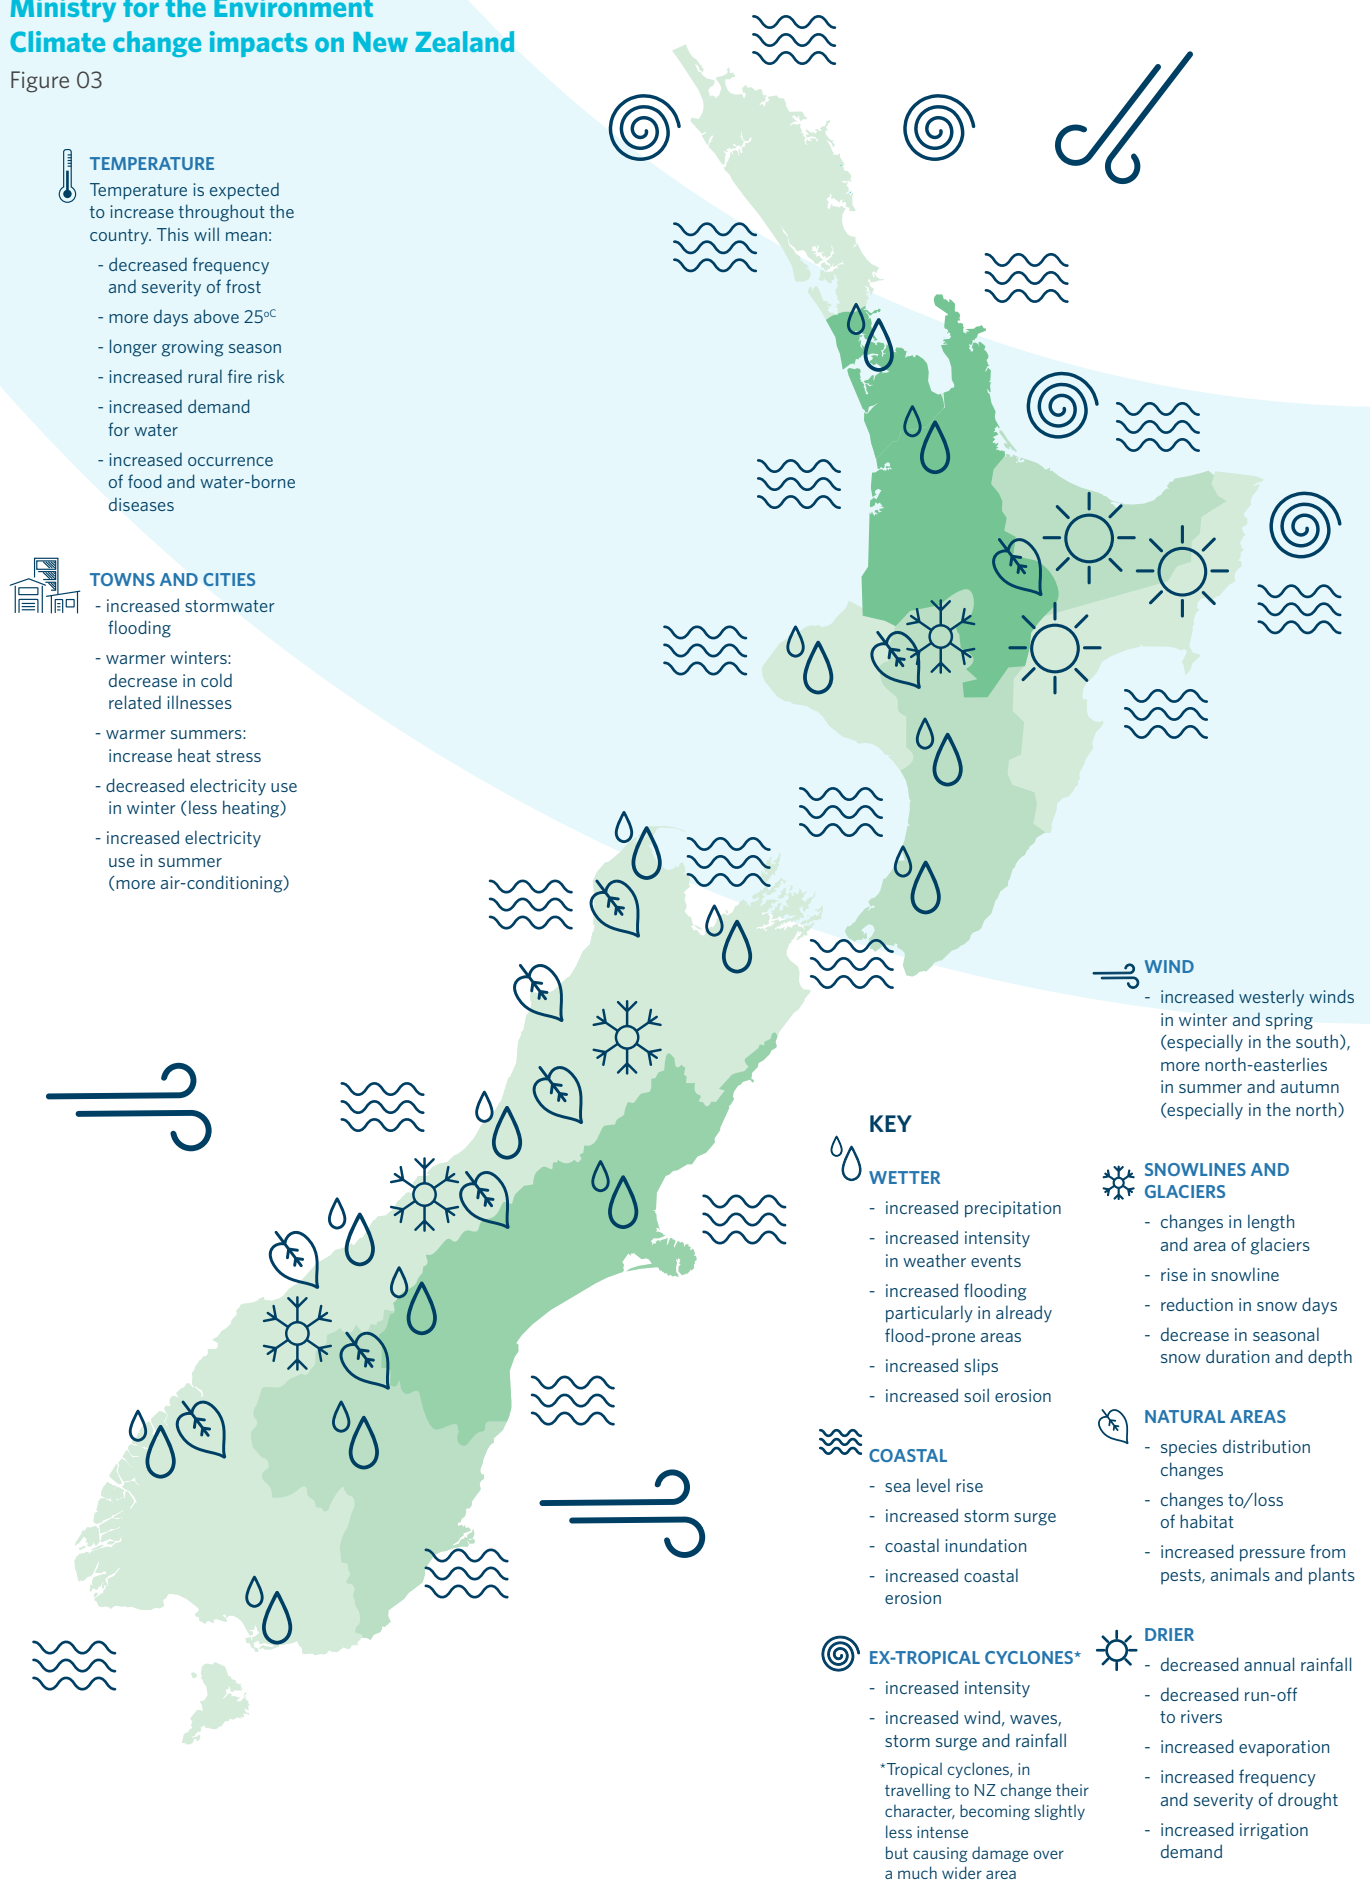 Ministry for the Environment
Climate change impacts on New Zealand
Figure 03
TEMPERATURE
Temperature is expected
to increase throughout the
country. This will mean:
- decreased frequency
and severity of frost
- more days above 25oC
- longer growing season
- increased rural fire risk
- increased demand
for water
- increased occurrence
of food and water-borne
diseases
TOWNS AND CITIES
- increased stormwater
flooding
- warmer winters:
decrease in cold
related illnesses
- warmer summers:
increase heat stress
- decreased electricity use
in winter (less heating)
- increased electricity
use in summer
(more air-conditioning)
KEY
WETTER
- increased precipitation
- increased intensity
in weather events
- increased flooding
particularly in already
flood-prone areas
- increased slips
- increased soil erosion
COASTAL
- sea level rise
- increased storm surge
- coastal inundation
- increased coastal
erosion
EX-TROPICAL CYCLONES*
- increased intensity
- increased wind, waves,
storm surge and rainfall
*Tropical cyclones, in
travelling to NZ change their
character, becoming slightly
less intense
but causing damage over
a much wider area
WIND
- increased westerly winds
in winter and spring
(especially in the south),
more north-easterlies
in summer and autumn
(especially in the north)
SNOWLINES AND
GLACIERS
- changes in length
and area of glaciers
- rise in snowline
- reduction in snow days
- decrease in seasonal
snow duration and depth
NATURAL AREAS
- species distribution
changes
- changes to/loss
of habitat
- increased pressure from
pests, animals and plants
DRIER
- decreased annual rainfall
- decreased run-off
to rivers
- increased evaporation
- increased frequency
and severity of drought
- increased irrigation
demand